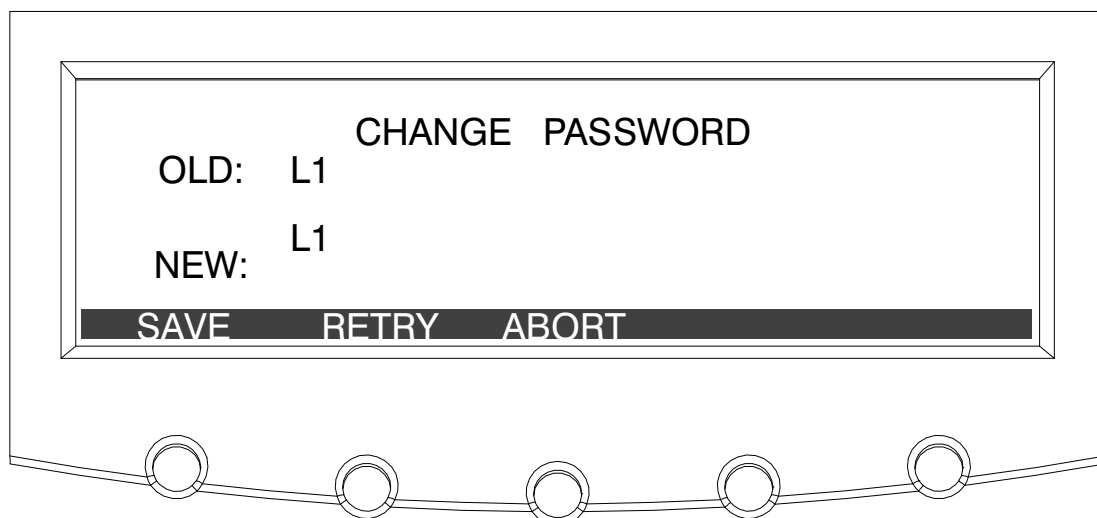 CHANGE PASSWORD
OLD: L1
L1
NEW:
SAVE RETRY ABORT